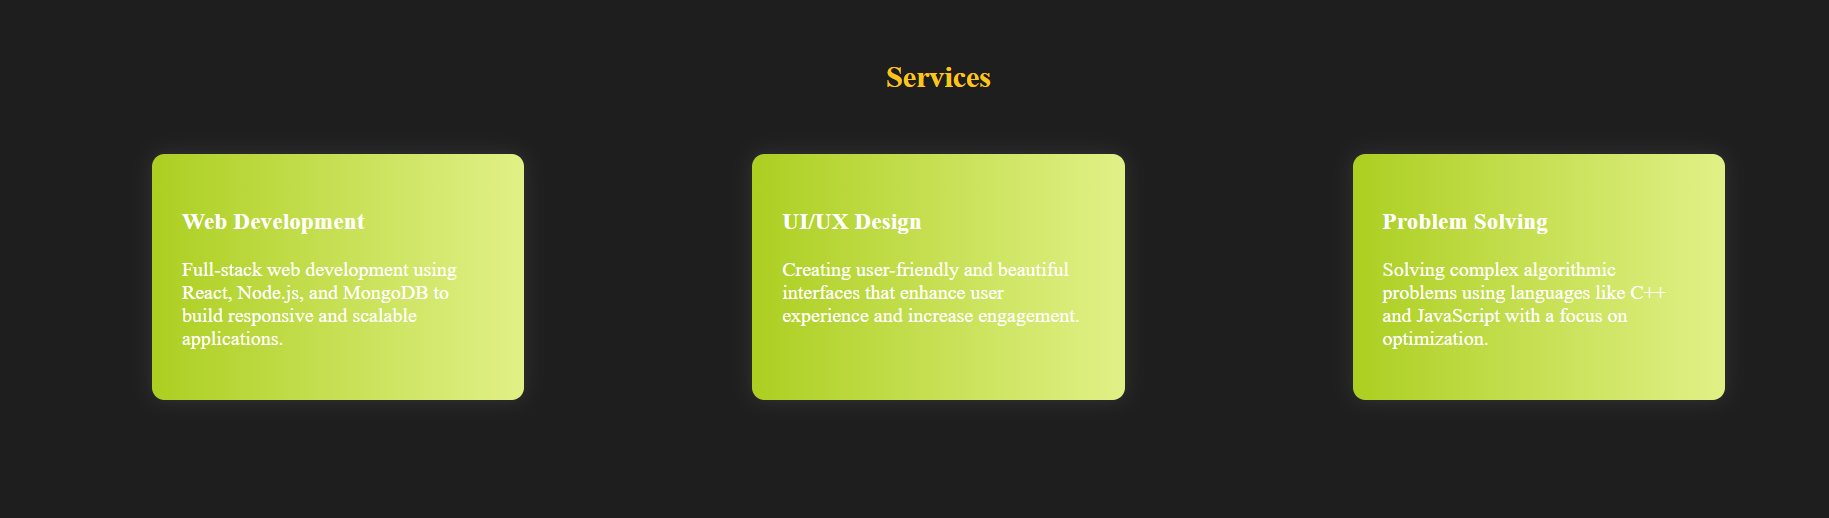 Services
Web Development
Full-stack web development using
React, Node.js, and MongoDB to
build responsive and scalable
applications.
UI/UX Design
Creating user-friendly and beautiful
interfaces that enhance user
experience and increase engagement.
Problem Solving
Solving complex algorithmic
problems using languages like C++
and JavaScript with a focus on
optimization.